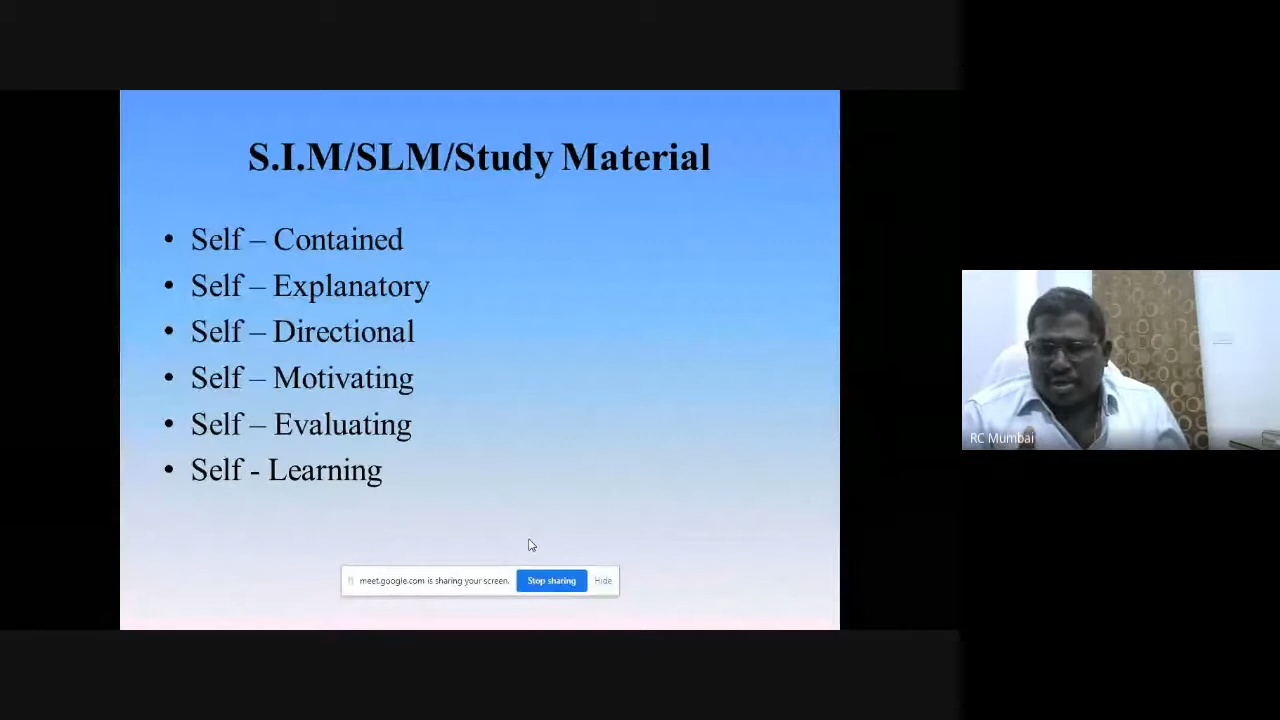 S.I.M/SLM/Study Material
• Self – Contained
• Self – Explanatory
• Self – Directional
• Self – Motivating
• Self – Evaluating
• Self - Learning
meet.google.com is sharing your screen. Stop sharing Hide
RC Mumbai